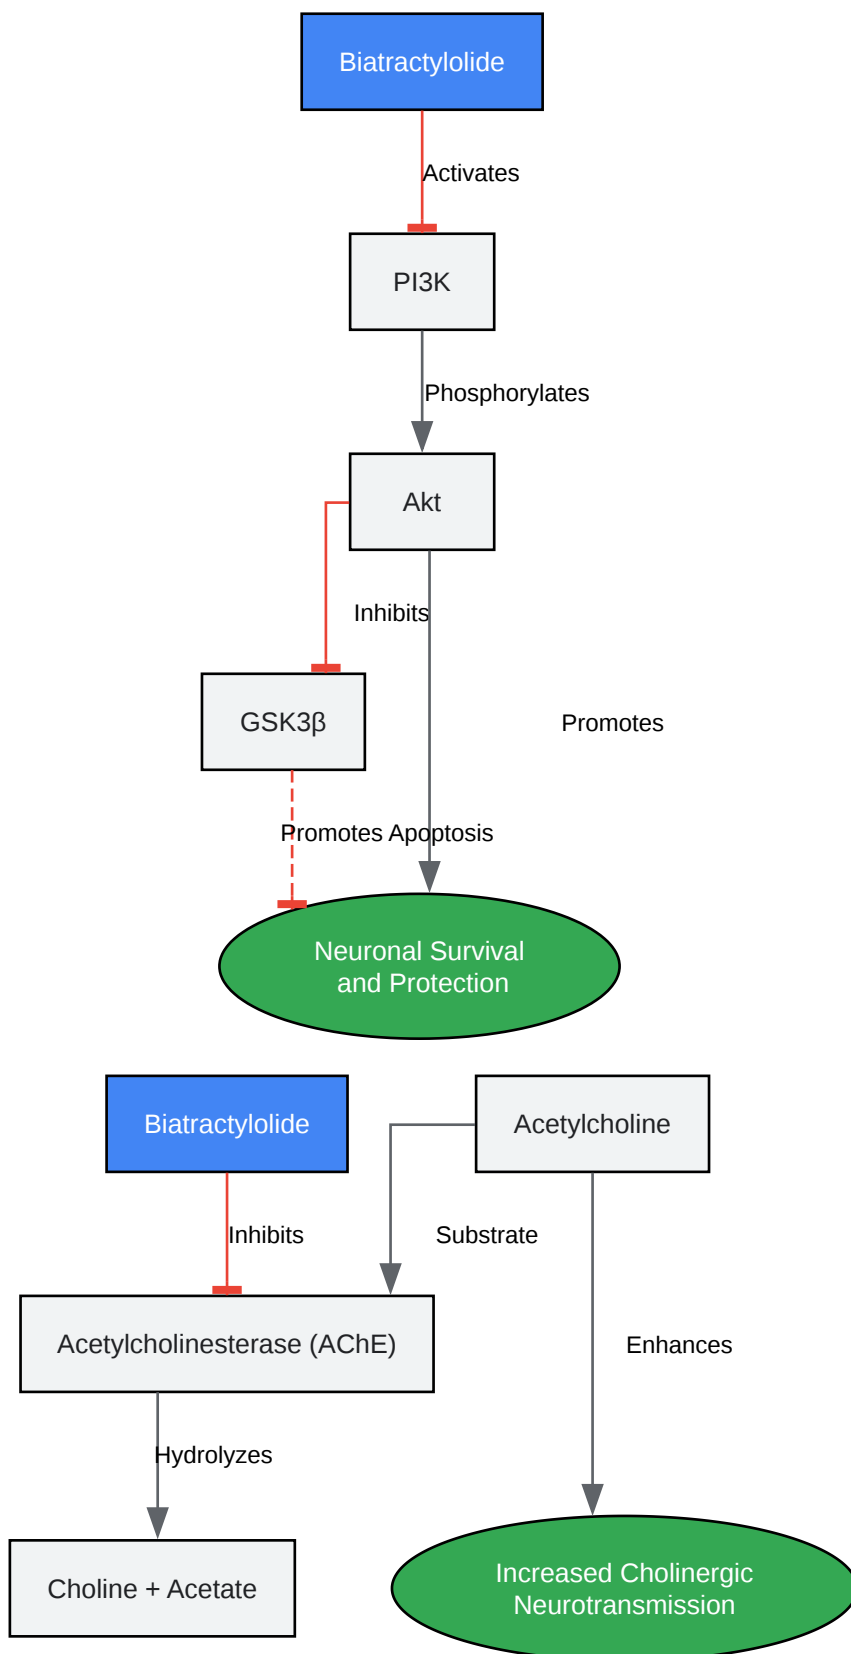 Biatractylolide
Activates
PI3K
Phosphorylates
Akt
Inhibits
GSK3β
Promotes
Promotes Apoptosis
Neuronal Survival
and Protection
Biatractylolide
Acetylcholine
Inhibits
Substrate
Acetylcholinesterase (AChE)
Enhances
Hydrolyzes
Choline + Acetate
Increased Cholinergic
Neurotransmission